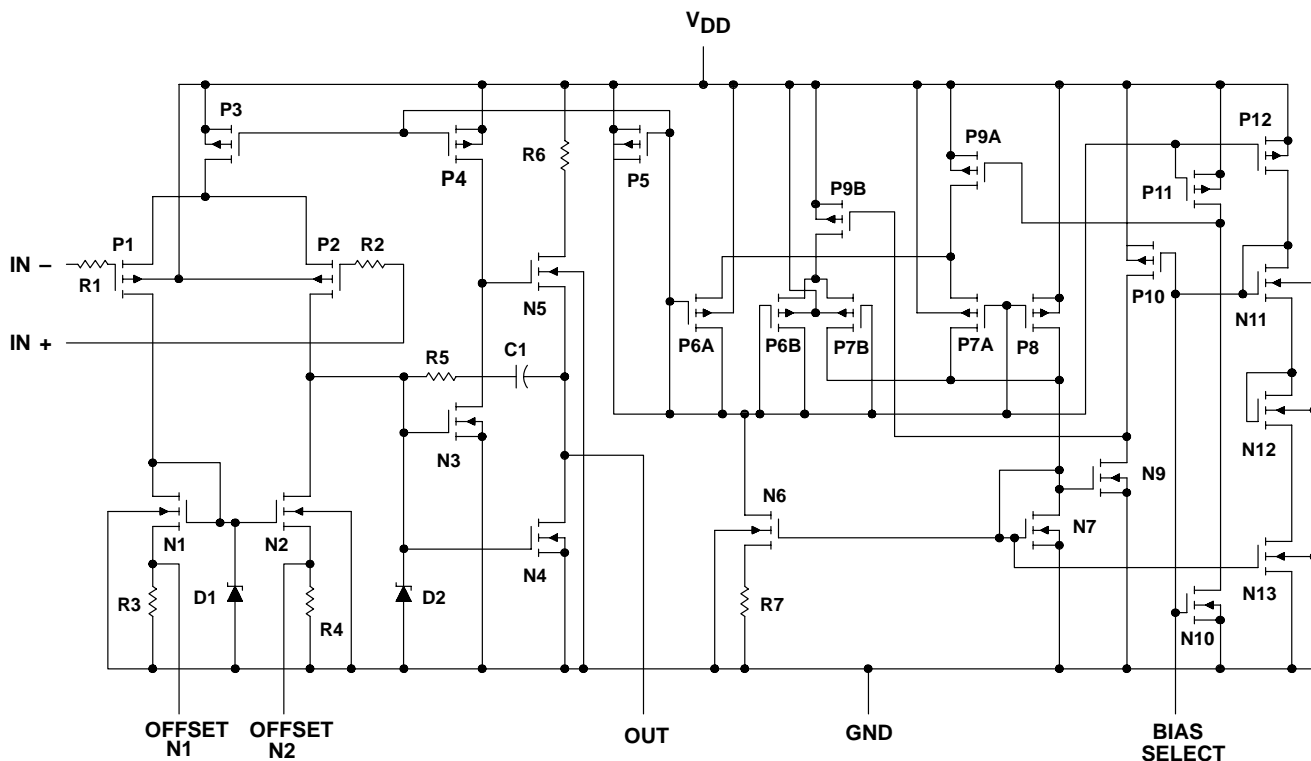 VDD
P3
P12
P9A
R6
P4
P5
P11
P9B
P1
P2
R2
IN –
R1
P10
N5
N11
IN +
P6A
P6B
P7B
P7A
P8
R5
C1
N3
N12
N9
N6
N1
N2
N7
N4
N13
R3
D1
D2
R7
R4
N10
OFFSET
N1
OFFSET
N2
OUT
GND
BIAS
SELECT